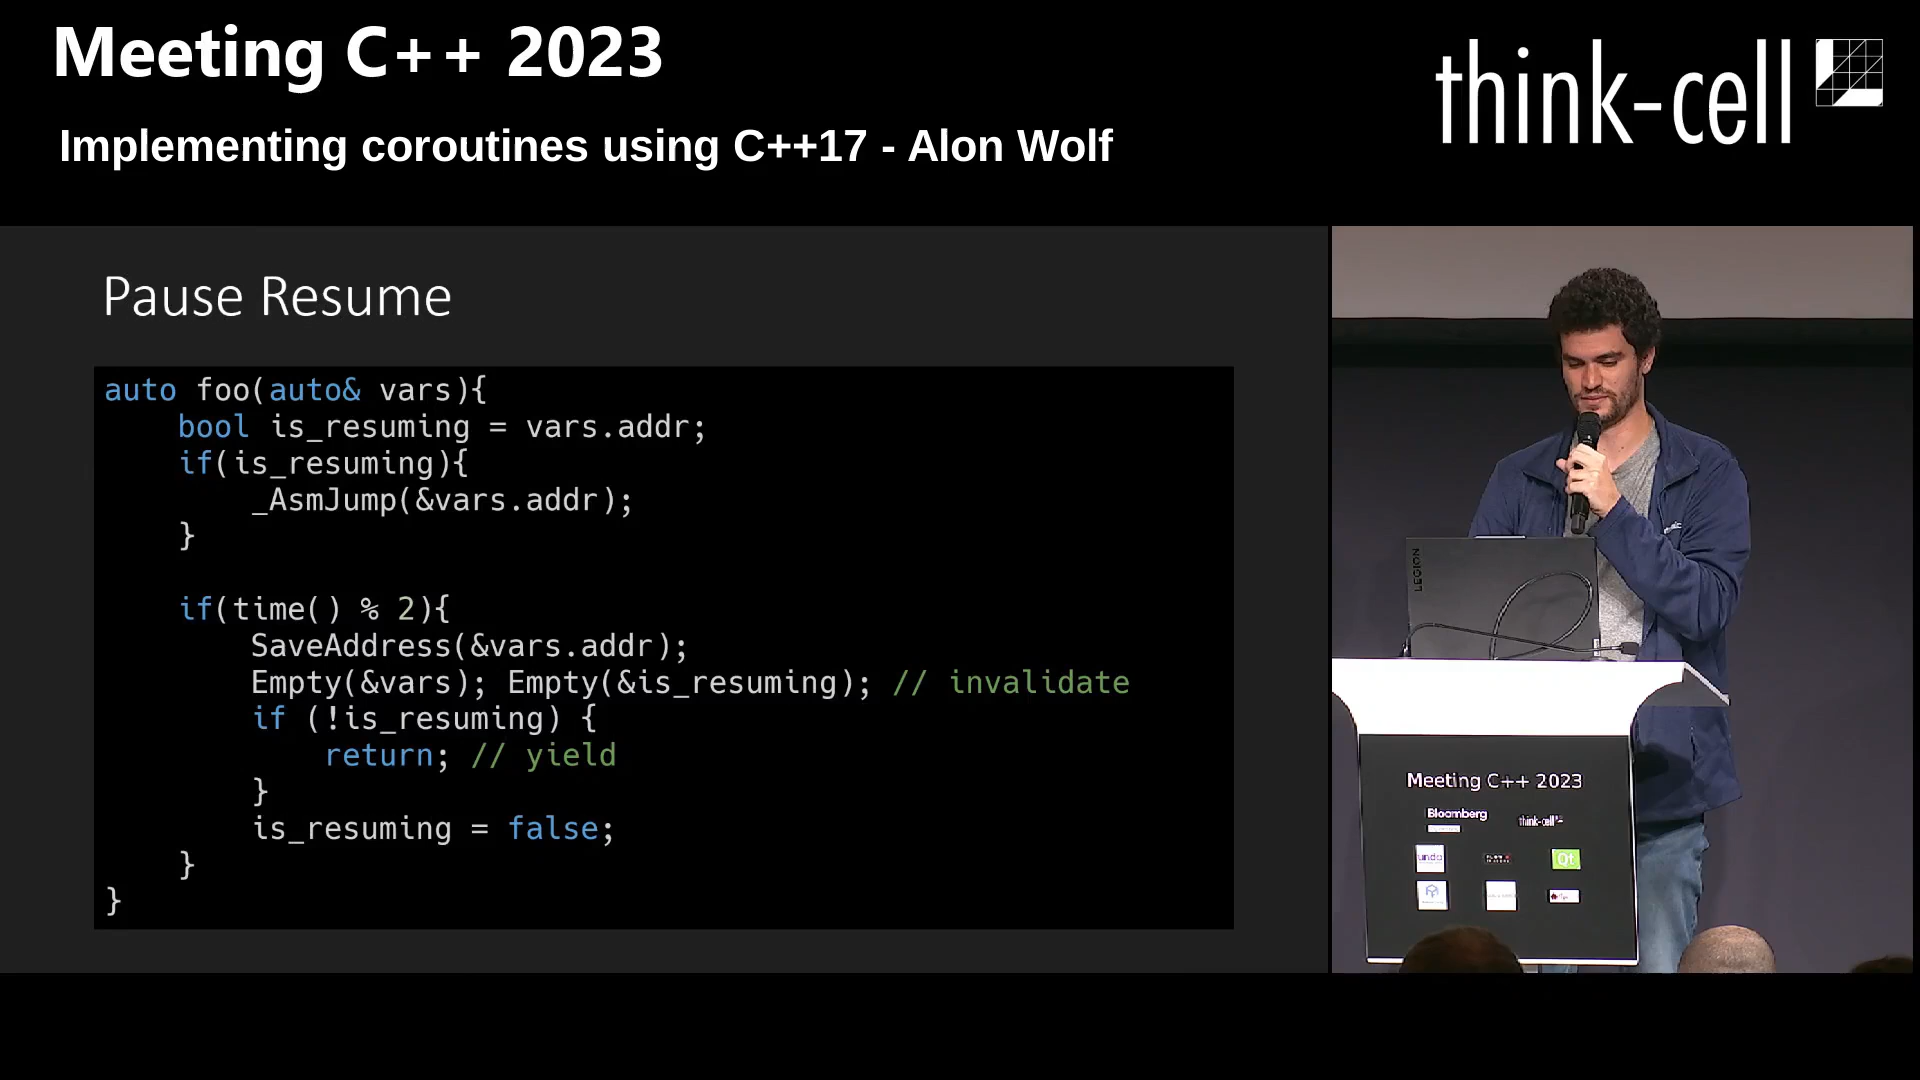 Meeting C++ 2023
think-cell
Implementing coroutines using C++17 - Alon Wolf
Pause Resume
auto foo(auto& vars){
    bool is_resuming = vars.addr;
    if(is_resuming){
        _AsmJump(&vars.addr);
    }
    if(time() % 2){
        SaveAddress(&vars.addr);
        Empty(&vars); Empty(&is_resuming); // invalidate
        if (!is_resuming) {
            return; // yield
        }
        is_resuming = false;
    }
}
LEGION
Meeting C++ 2023
Bloomberg
think-cell
Qt